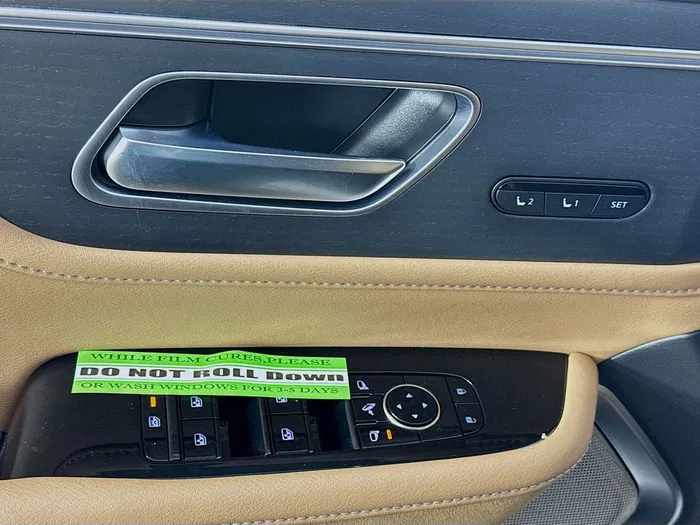 2 1 SET
WHILE FILM CURES,PLEASE
DO NOT ROLL DOWN
OR WASH WINDOWS FOR 3-5 DAYS